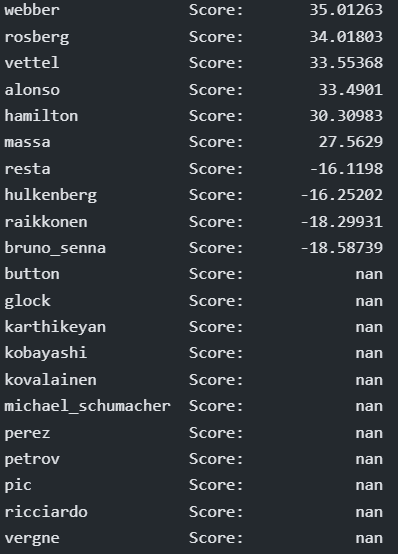 webber Score: 35.01263
rosberg Score: 34.01803
vettel Score: 33.55368
alonso Score: 33.4901
hamilton Score: 30.30983
massa Score: 27.5629
resta Score: -16.1198
hulkenberg Score: -16.25202
raikkonen Score: -18.29931
bruno_senna Score: -18.58739
button Score: nan
glock Score: nan
karthikeyan Score: nan
kobayashi Score: nan
kovalainen Score: nan
michael_schumacher Score: nan
perez Score: nan
petrov Score: nan
pic Score: nan
ricciardo Score: nan
vergne Score: nan